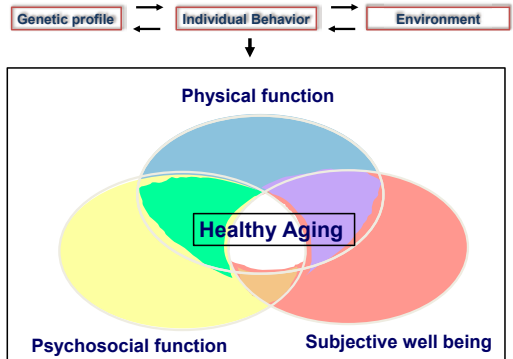 Genetic profile
Individual Behavior
Environment
Physical function
Healthy Aging
Psychosocial function
Subjective well being